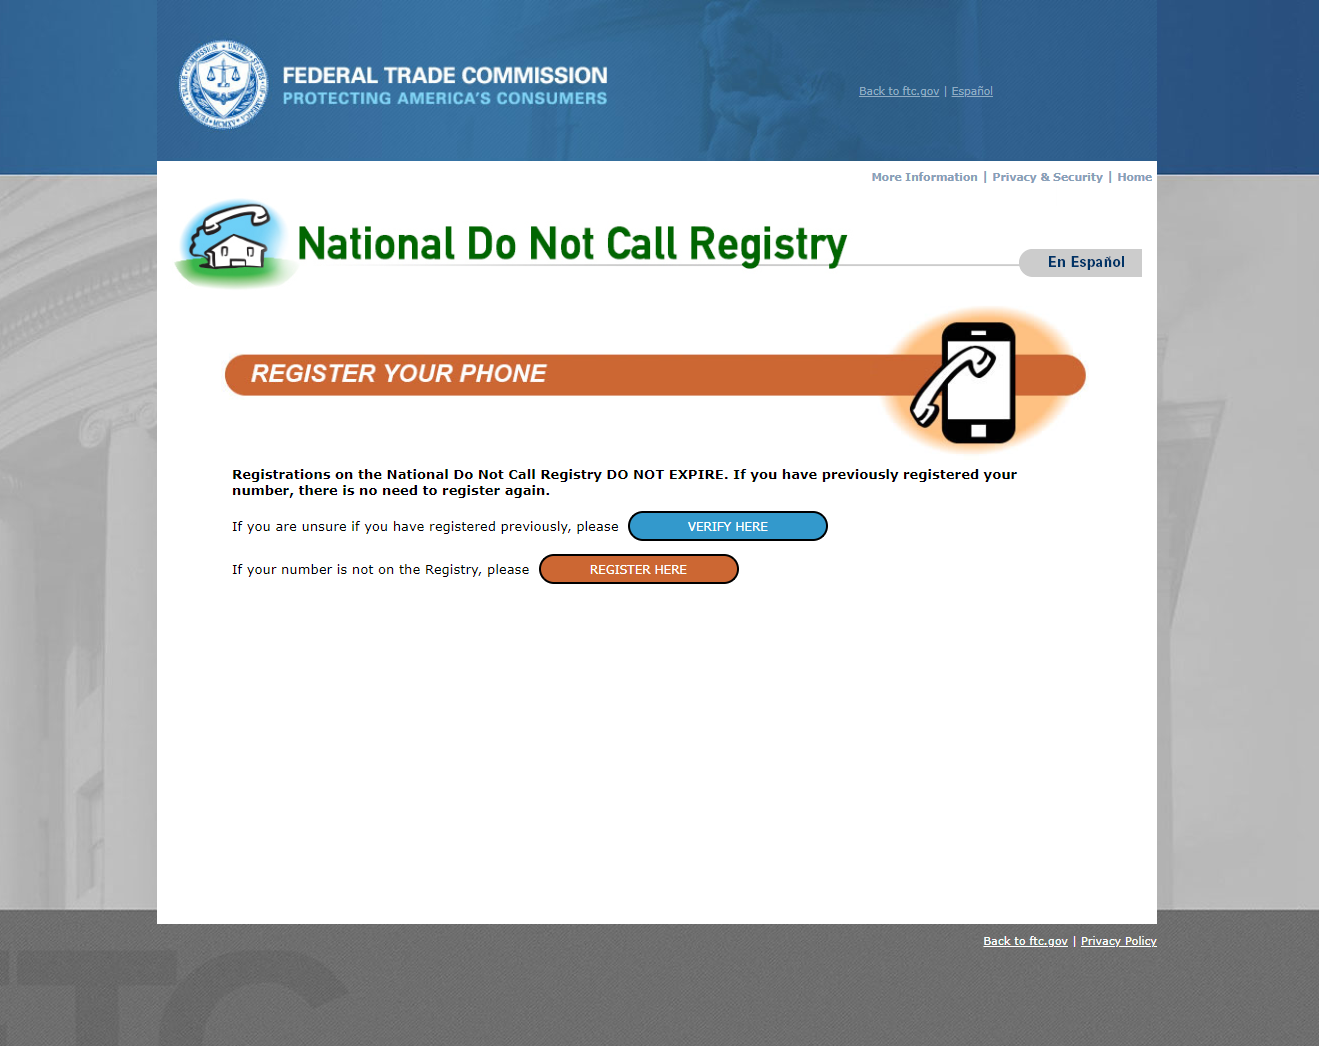 FEDERAL TRADE COMMISSION
PROTECTING AMERICA'S CONSUMERS
Back to ftc.gov | Español
More Information | Privacy & Security | Home
National Do Not Call Registry
En Español
REGISTER YOUR PHONE
Registrations on the National Do Not Call Registry DO NOT EXPIRE. If you have previously registered your
number, there is no need to register again.
If you are unsure if you have registered previously, please VERIFY HERE
If your number is not on the Registry, please REGISTER HERE
Back to ftc.gov | Privacy Policy
FTC